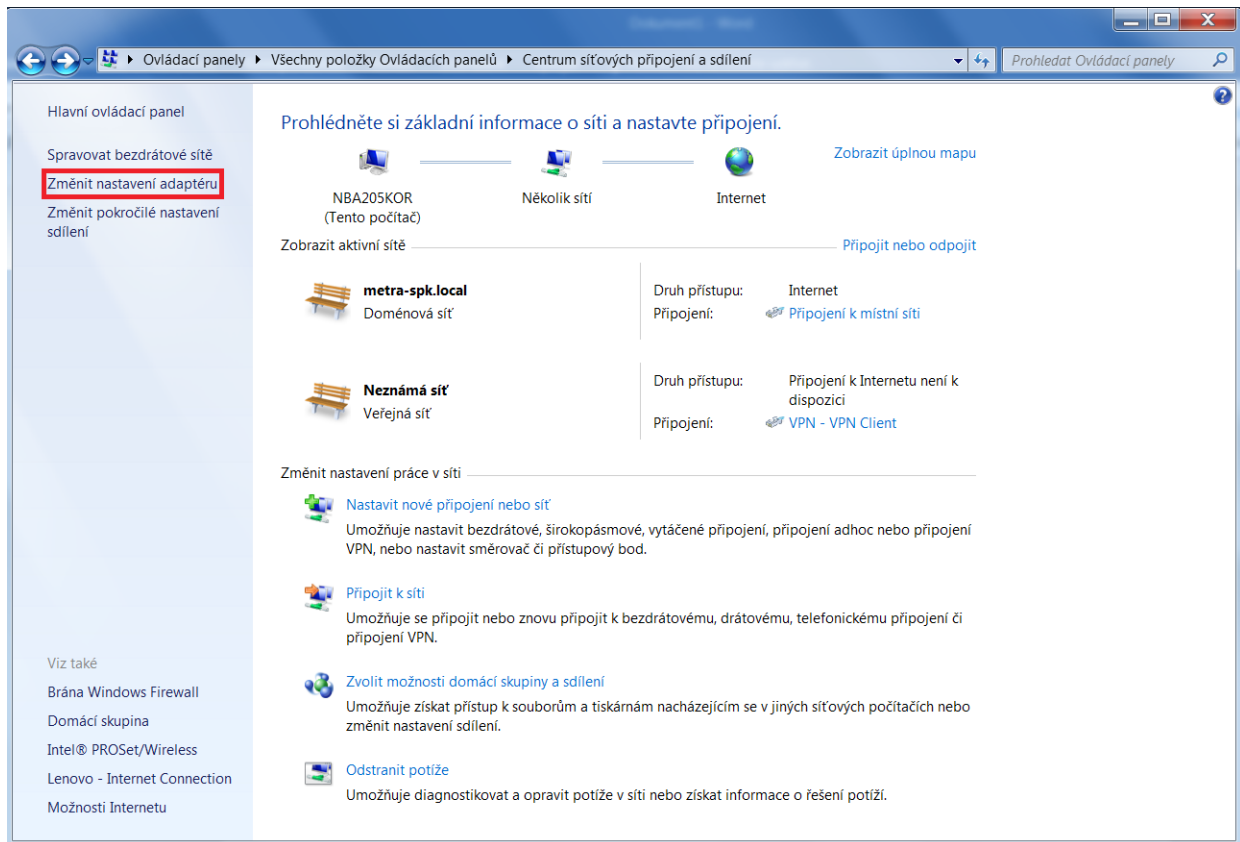 Ovládací panely ▸ Všechny položky Ovládacích panelů ▸ Centrum síťových připojení a sdílení
Prohledat Ovládací panely
Hlavní ovládací panel
Spravovat bezdrátové sítě
Změnit nastavení adaptéru
Změnit pokročilé nastavení
sdílení
Viz také
Brána Windows Firewall
Domácí skupina
Intel® PROSet/Wireless
Lenovo - Internet Connection
Možnosti Internetu
Prohlédněte si základní informace o síti a nastavte připojení.
Zobrazit úplnou mapu
NBA205KOR
(Tento počítač)
Několik sítí
Internet
Zobrazit aktivní sítě
Připojit nebo odpojit
metra-spk.local
Doménová síť
Druh přístupu: Internet
Připojení: Připojení k místní síti
Neznámá síť
Veřejná síť
Druh přístupu: Připojení k Internetu není k
dispozici
Připojení: VPN - VPN Client
Změnit nastavení práce v síti
Nastavit nové připojení nebo síť
Umožňuje nastavit bezdrátové, širokopásmové, vytáčené připojení, připojení adhoc nebo připojení
VPN, nebo nastavit směrovač či přístupový bod.
Připojit k síti
Umožňuje se připojit nebo znovu připojit k bezdrátovému, drátovému, telefonickému připojení či
připojení VPN.
Zvolit možnosti domácí skupiny a sdílení
Umožňuje získat přístup k souborům a tiskárnám nacházejícím se v jiných síťových počítačích nebo
změnit nastavení sdílení.
Odstranit potíže
Umožňuje diagnostikovat a opravit potíže v síti nebo získat informace o řešení potíží.